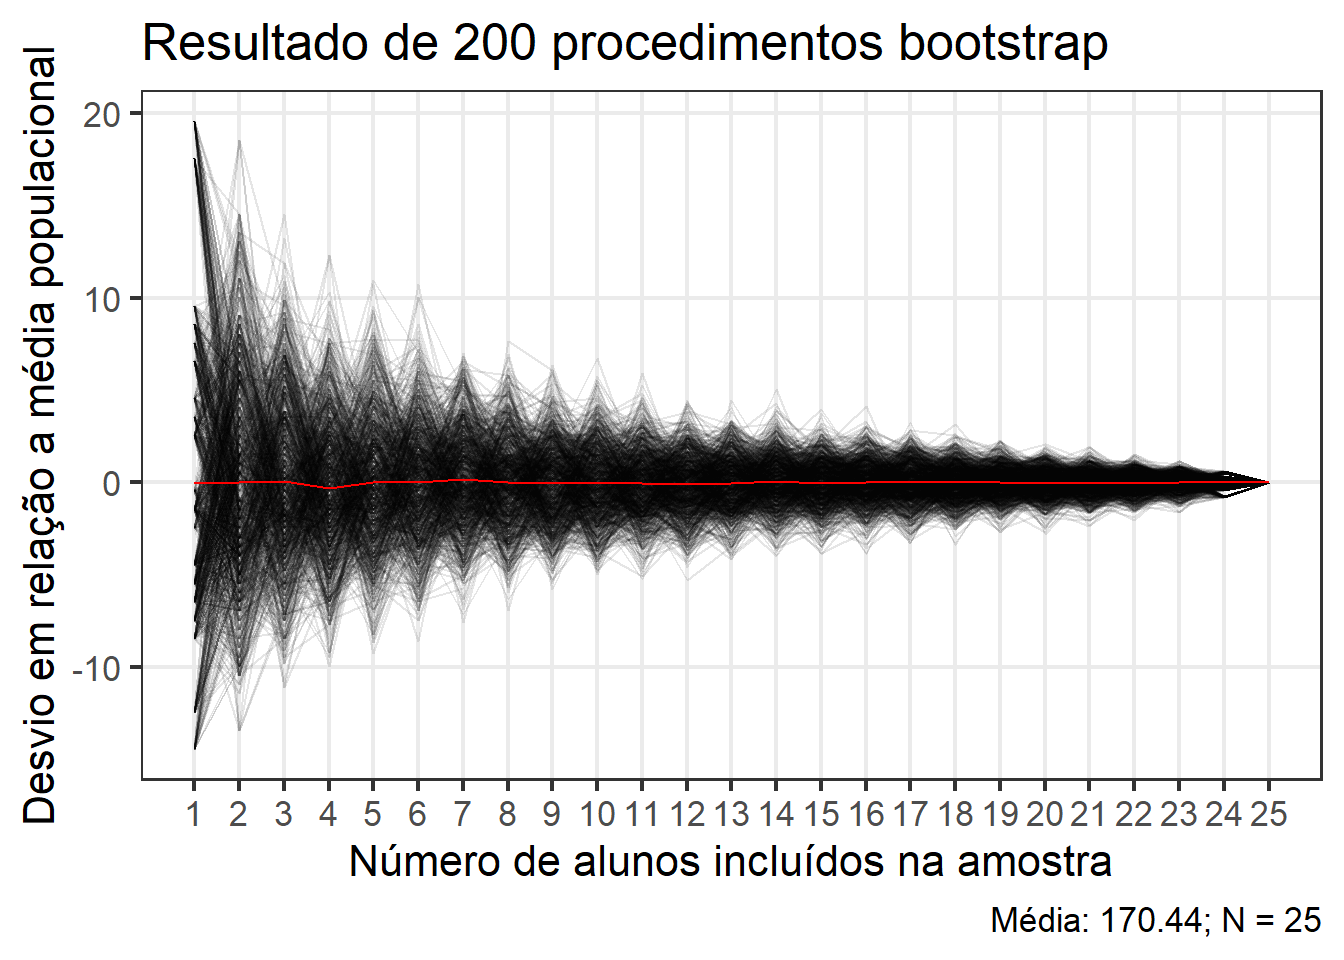 Resultado de 200 procedimentos bootstrap
Desvio em relação a média populacional
20
10
0
-10
1 2 3 4 5 6 7 8 9 10 11 12 13 14 15 16 17 18 19 20 21 22 23 24 25
Número de alunos incluídos na amostra
Média: 170.44; N = 25